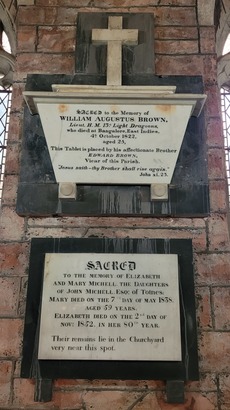 SACRED to the Memory of
WILLIAM AUGUSTUS BROWN,
Lieut. H. M. 13th Light Dragoons,
who died at Bangalore, East Indies,
4th October 1822,
aged 25,
This Tablet is placed by his affectionate Brother
EDWARD BROWN,
Vicar of this Parish.
"Jesus saith—thy Brother shall rise again."
John xi. 23.
SACRED
TO THE MEMORY OF ELIZABETH
AND MARY MICHELL THE DAUGHTERS
OF JOHN MICHELL ESQR: OF TOTNES.
MARY DIED ON THE 7TH DAY OF MAY 1838.
AGED 59 YEARS.
ELIZABETH DIED ON THE 2ND DAY OF
NOVR: 1852. IN HER 80TH YEAR.
Their remains lie in the Churchyard
very near this spot.